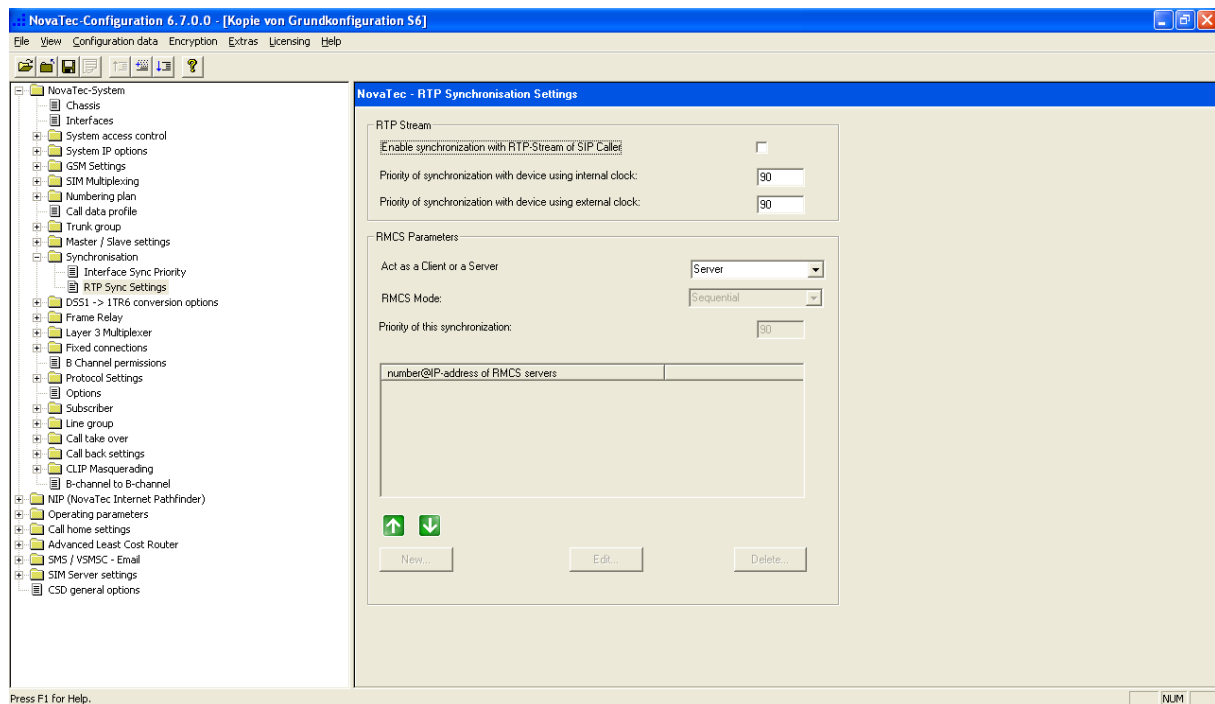 NovaTec-Configuration 6.7.0.0 - [Kopie von Grundkonfiguration S6]
File View Configuration data Encryption Extras Licensing Help
NovaTec-System
Chassis
Interfaces
System access control
System IP options
GSM Settings
SIM Multiplexing
Numbering plan
Call data profile
Trunk group
Master / Slave settings
Synchronisation
Interface Sync Priority
RTP Sync Settings
DSS1 -> 1TR6 conversion options
Frame Relay
Layer 3 Multiplexer
Fixed connections
B Channel permissions
Protocol Settings
Options
Subscriber
Line group
Call take over
Call back settings
CLIP Masquerading
B-channel to B-channel
NIP (NovaTec Internet Pathfinder)
Operating parameters
Call home settings
Advanced Least Cost Router
SMS / VSMSC - Email
SIM Server settings
CSD general options
NovaTec - RTP Synchronisation Settings
RTP Stream
Enable synchronization with RTP-Stream of SIP Caller
Priority of synchronization with device using internal clock: 90
Priority of synchronization with device using external clock: 90
RMCS Parameters
Act as a Client or a Server Server
RMCS Mode: Sequential
Priority of this synchronization: 90
number@IP-address of RMCS servers
New... Edit... Delete...
Press F1 for Help. NUM